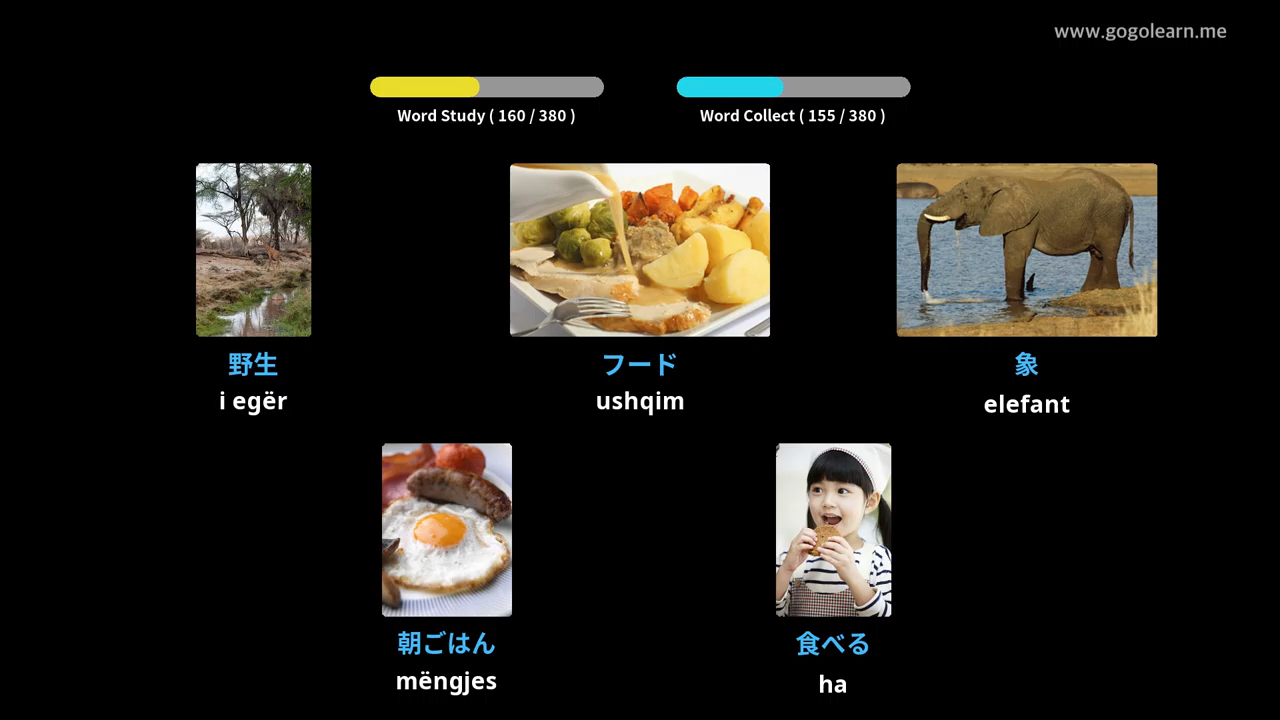 www.gogolearn.me
Word Study ( 160 / 380 )
Word Collect ( 155 / 380 )
野生
i egër
フード
ushqim
象
elefant
朝ごはん
mëngjes
食べる
ha